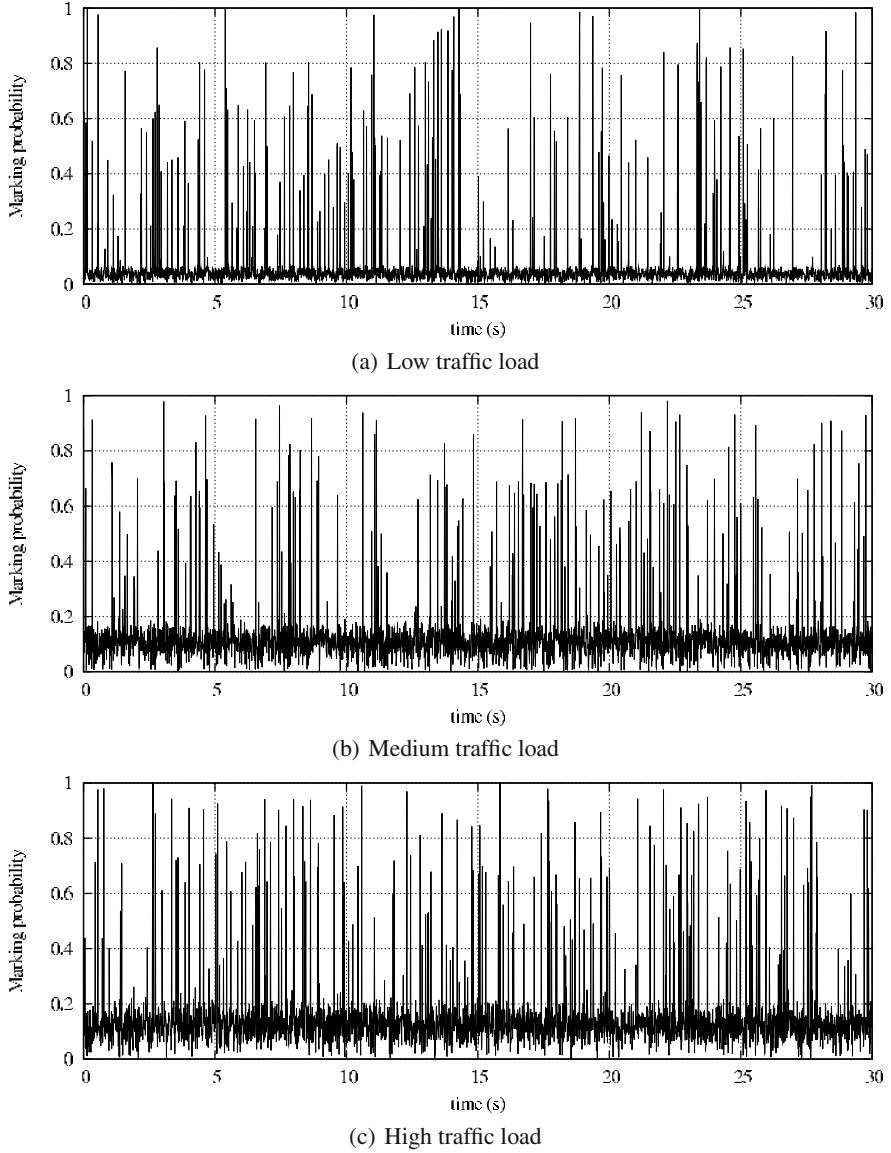 1
0.8
0.6
0.4
0.2
0
Marking probability
0 5 10 15 20 25 30
time (s)
(a) Low traffic load
1
0.8
0.6
0.4
0.2
0
Marking probability
0 5 10 15 20 25 30
time (s)
(b) Medium traffic load
1
0.8
0.6
0.4
0.2
0
Marking probability
0 5 10 15 20 25 30
time (s)
(c) High traffic load